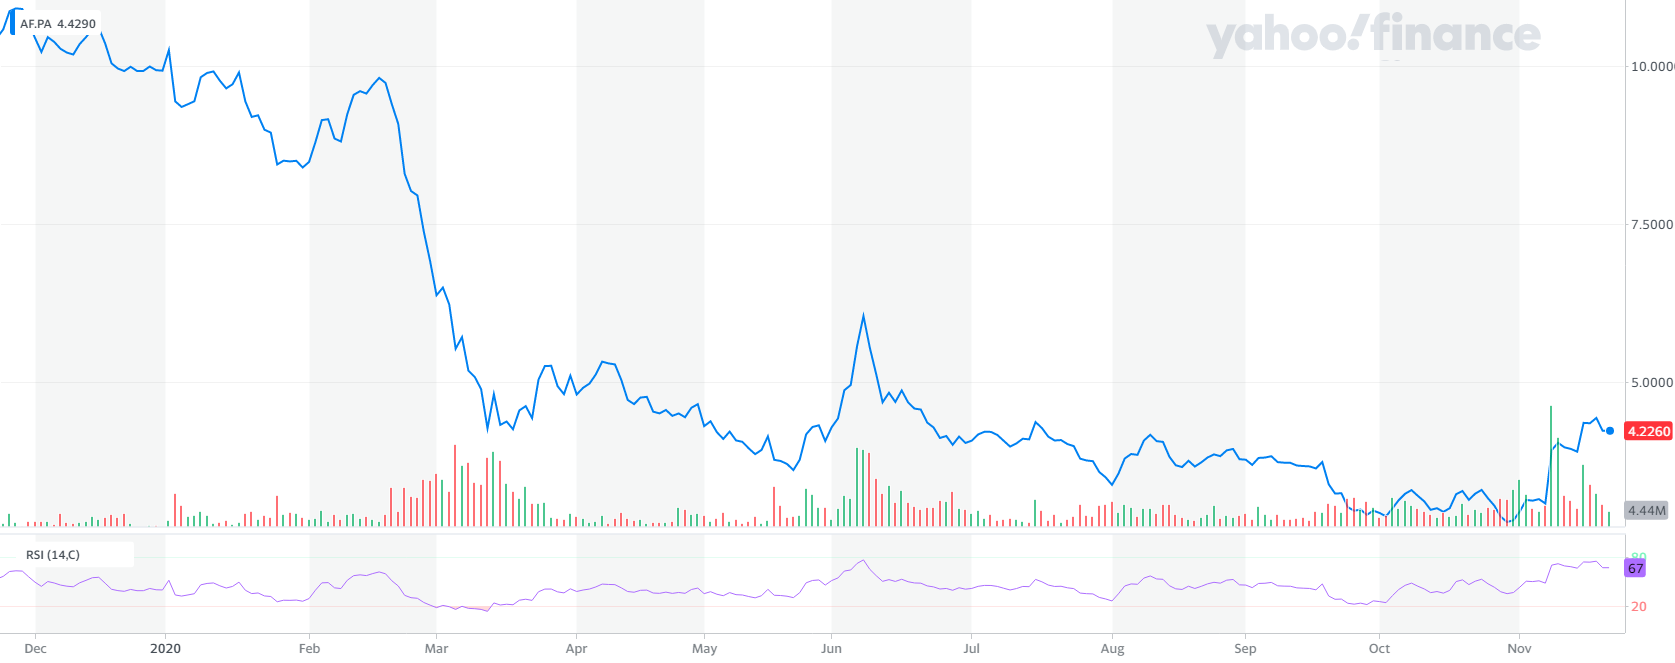 AF.PA 4.4290
yahoo!finance
10.0000
7.5000
5.0000
4.2260
4.44M
RSI (14,C)
80
67
20
Dec 2020 Feb Mar Apr May Jun Jul Aug Sep Oct Nov